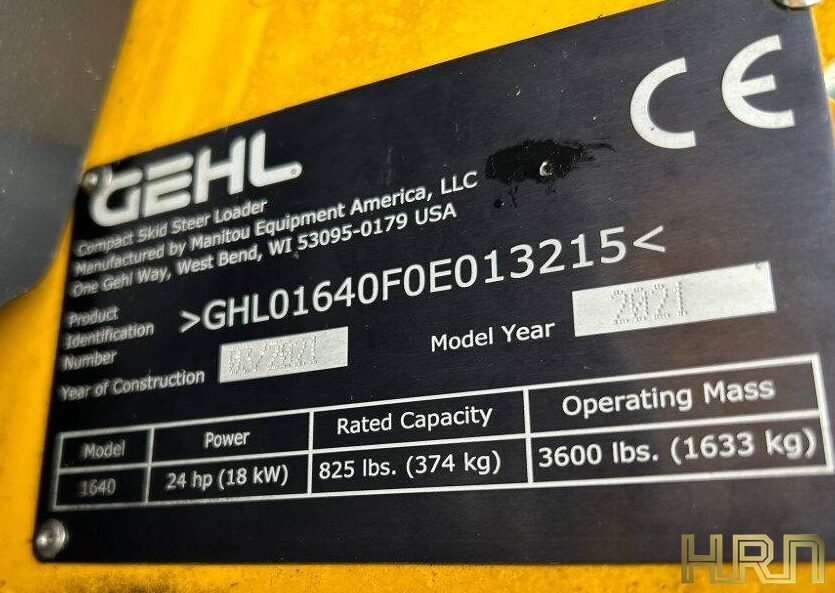 GEHL
CE
Compact Skid Steer Loader
Manufactured by Manitou Equipment America, LLC
One Gehl Way, West Bend, WI 53095-0179 USA
Product
Identification
Number
>GHL01640F0E013215<
Year of Construction 03/2021
Model Year 2021
Model Power Rated Capacity Operating Mass
1640 24 hp (18 kW) 825 lbs. (374 kg) 3600 lbs. (1633 kg)
HRN